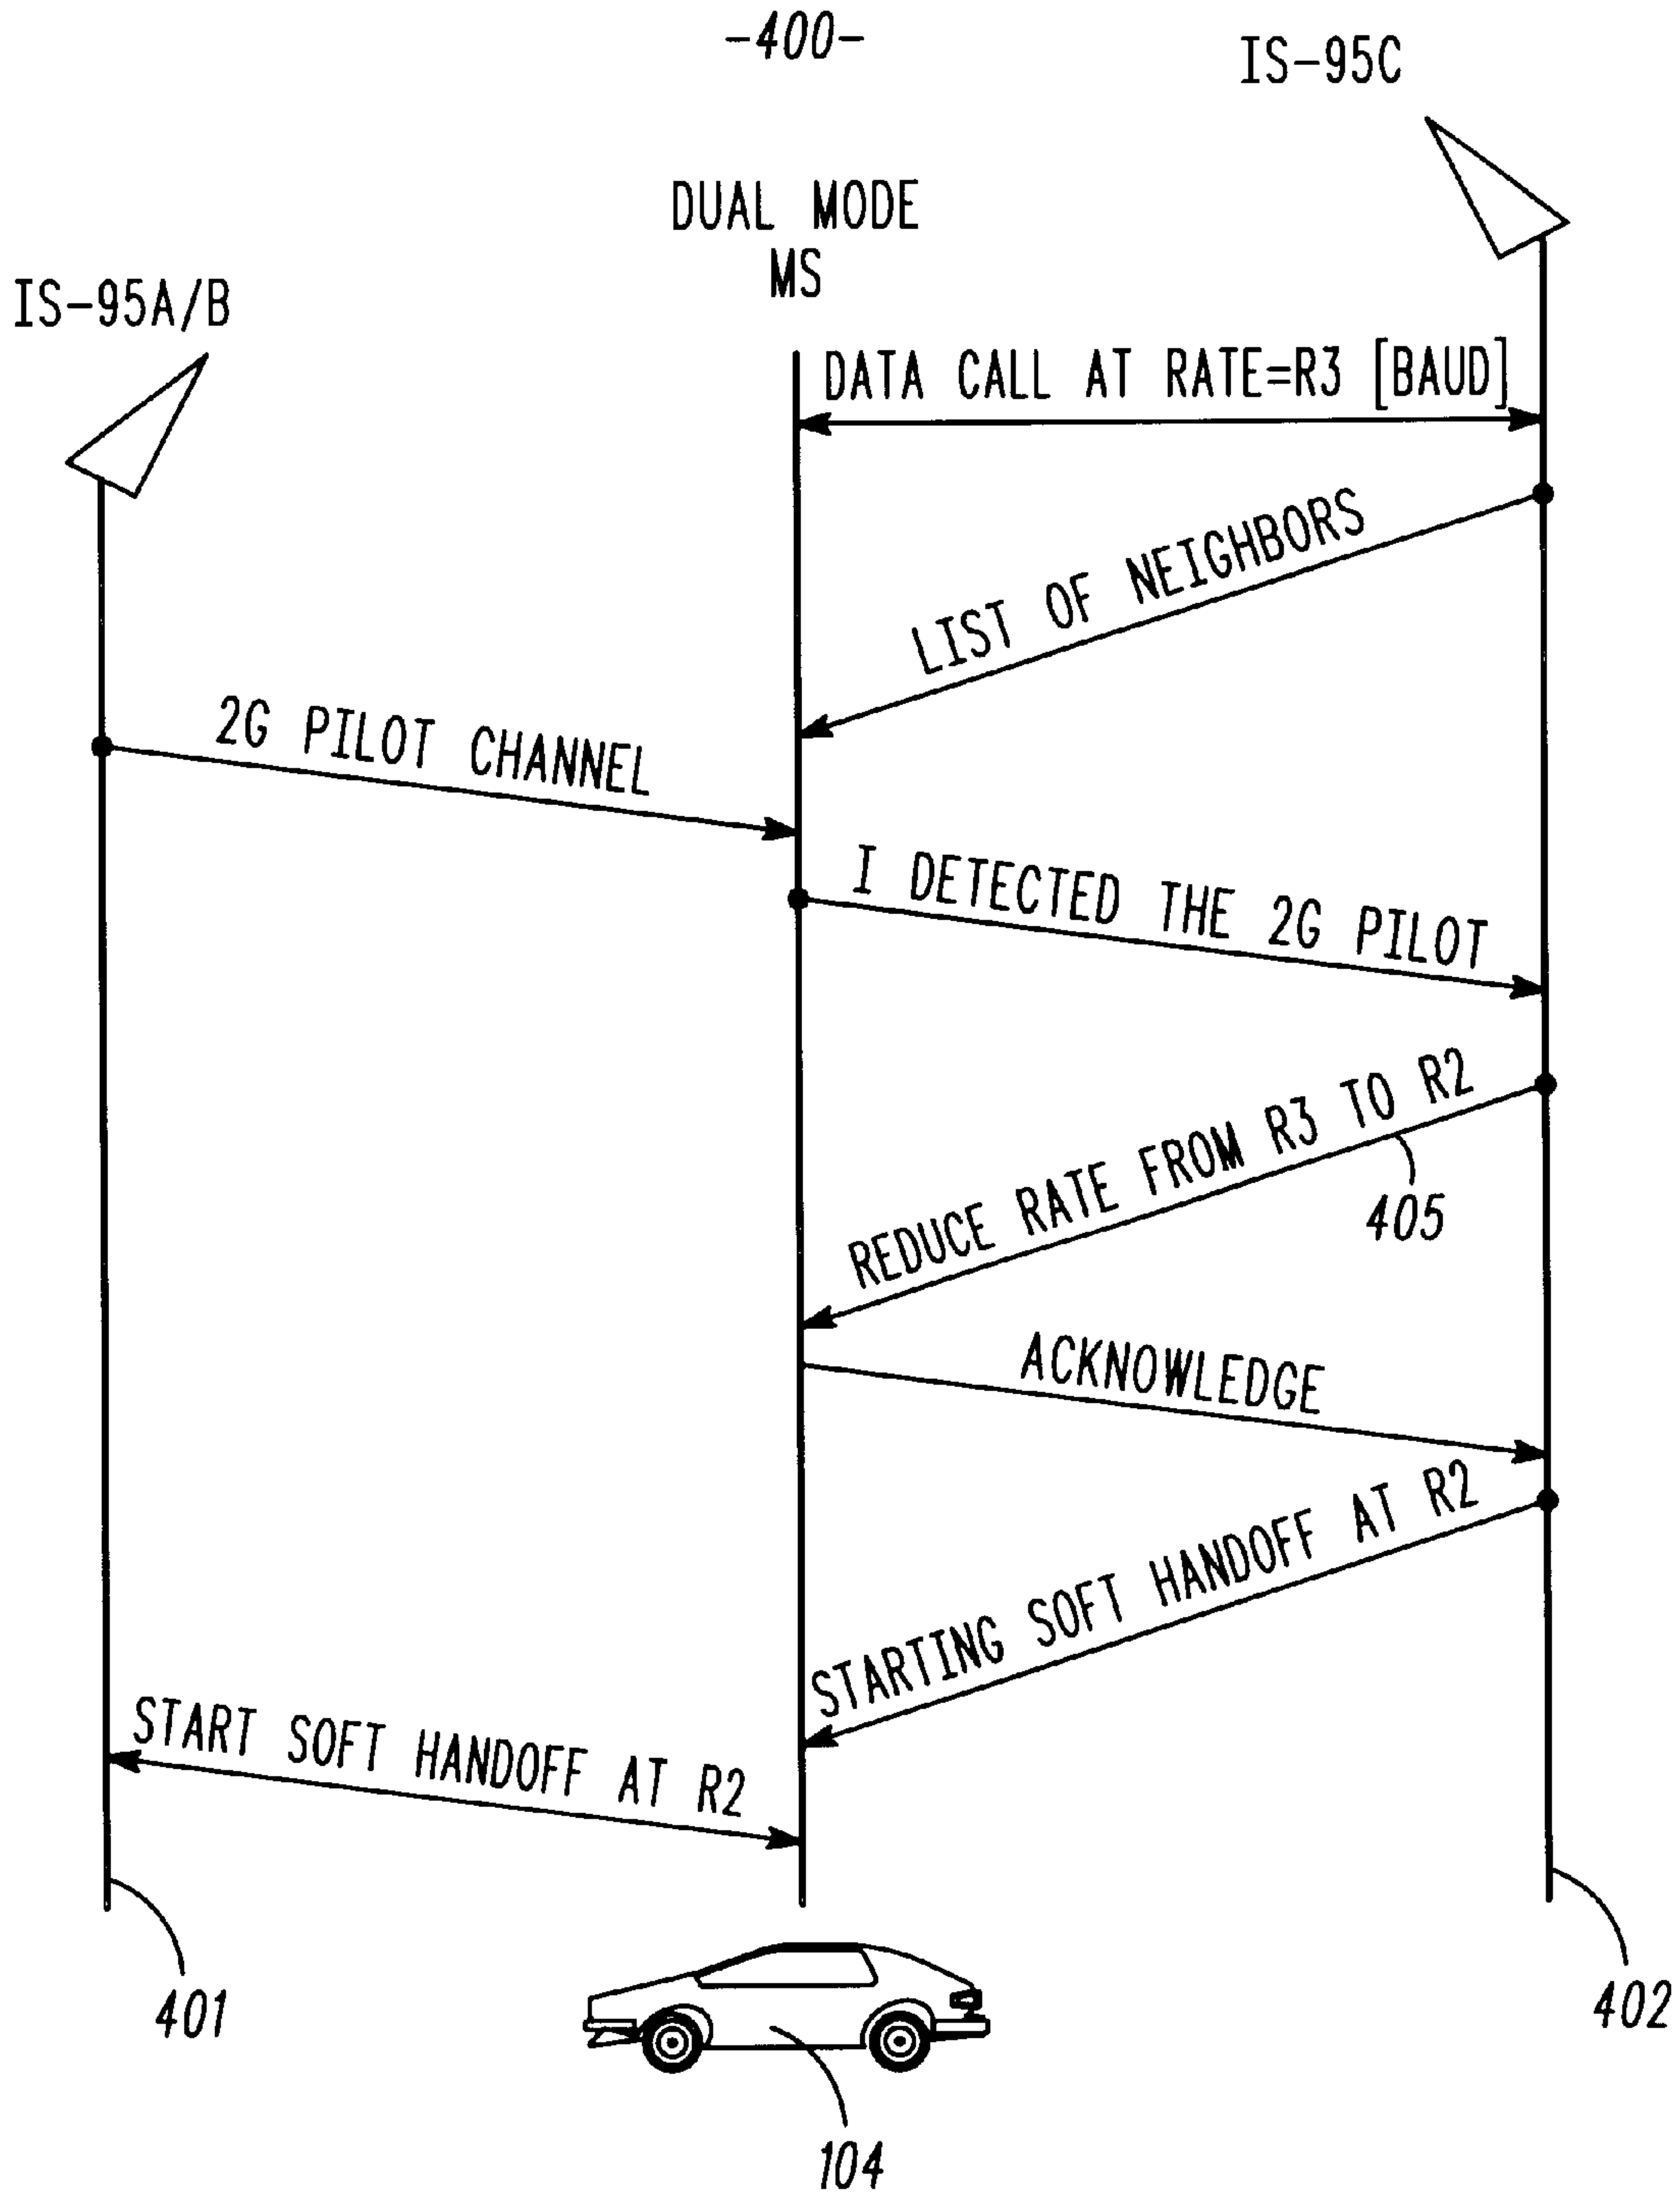 -400-
IS-95C
DUAL MODE
MS
IS-95A/B
DATA CALL AT RATE=R3 [BAUD]
LIST OF NEIGHBORS
2G PILOT CHANNEL
I DETECTED THE 2G PILOT
REDUCE RATE FROM R3 TO R2
405
ACKNOWLEDGE
STARTING SOFT HANDOFF AT R2
START SOFT HANDOFF AT R2
401
402
104